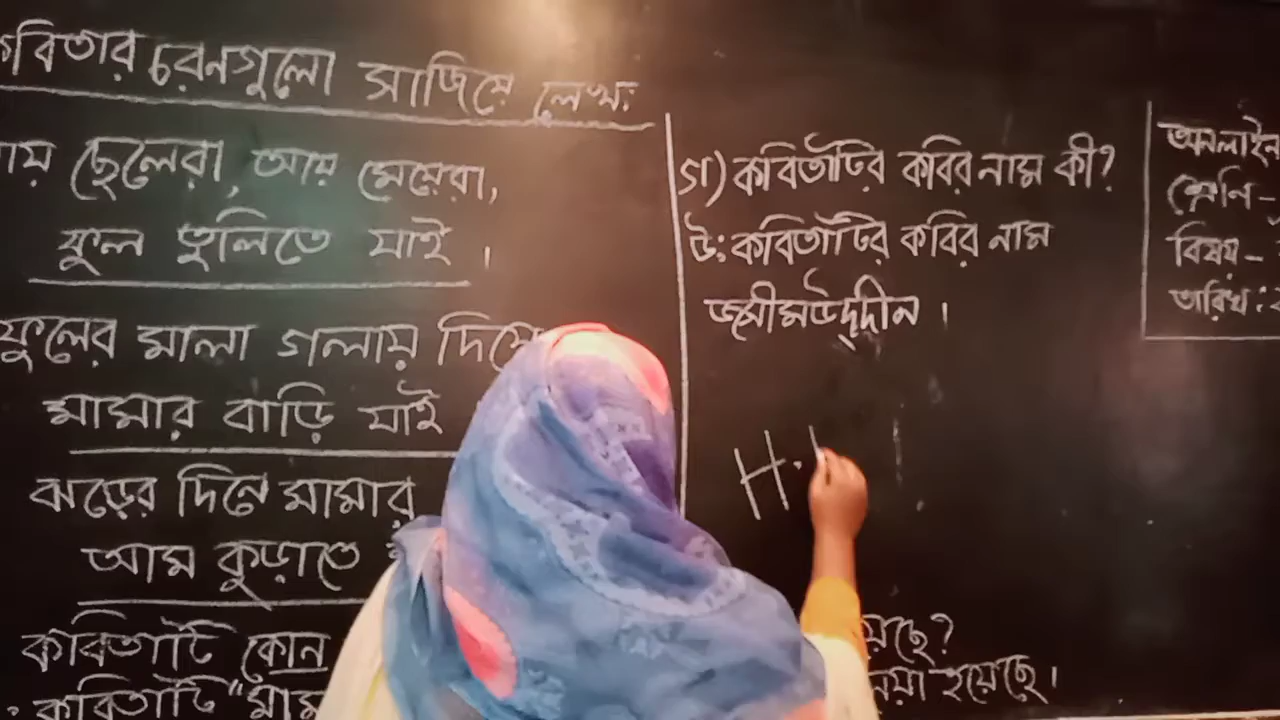 কবিতার চরনগুলো সাজিয়ে লেখ:
আয় ছেলেরা, আয় মেয়েরা,
ফুল তুলিতে যাই ।
ফুলের মালা গলায় দিয়ে
মামার বাড়ি যাই
ঝড়ের দিনে মামার
আম কুড়াতে
কবিতাটি কোন
কবিতাটি "মাম
য়েছে?
নেয়া হয়েছে।
গ) কবিতাটির কবির নাম কী?
উ: কবিতাটির কবির নাম
জসীমউদ্দীন ।
H.
অনলাইন
শ্রেণি -
বিষয় -
তারিখ :